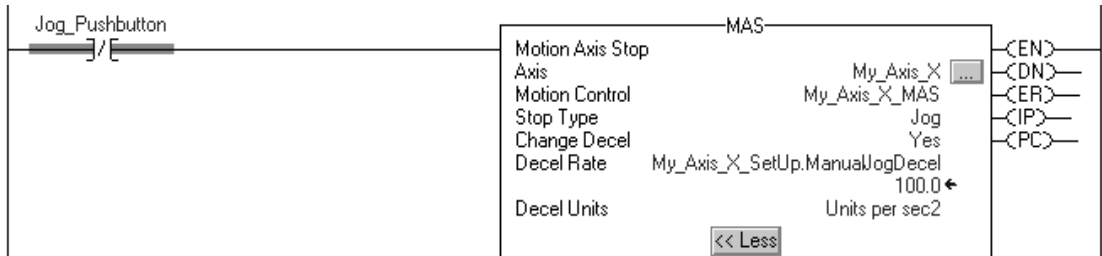 Jog_Pushbutton
MAS
Motion Axis Stop
Axis My_Axis_X ...
Motion Control My_Axis_X_MAS
Stop Type Jog
Change Decel Yes
Decel Rate My_Axis_X_SetUp.ManualJogDecel
100.0
Decel Units Units per sec2
<< Less
EN
DN
ER
IP
PC